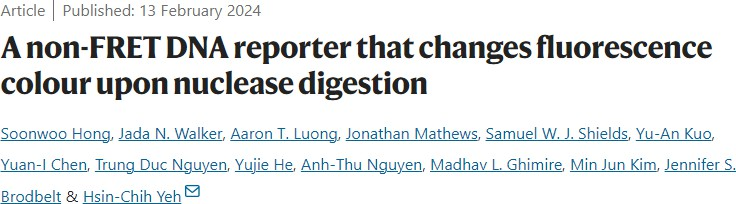 Article | Published: 13 February 2024
A non-FRET DNA reporter that changes fluorescence
colour upon nuclease digestion
Soonwoo Hong, Jada N. Walker, Aaron T. Luong, Jonathan Mathews, Samuel W. J. Shields, Yu-An Kuo,
Yuan-I Chen, Trung Duc Nguyen, Yujie He, Anh-Thu Nguyen, Madhav L. Ghimire, Min Jun Kim, Jennifer S.
Brodbelt & Hsin-Chih Yeh